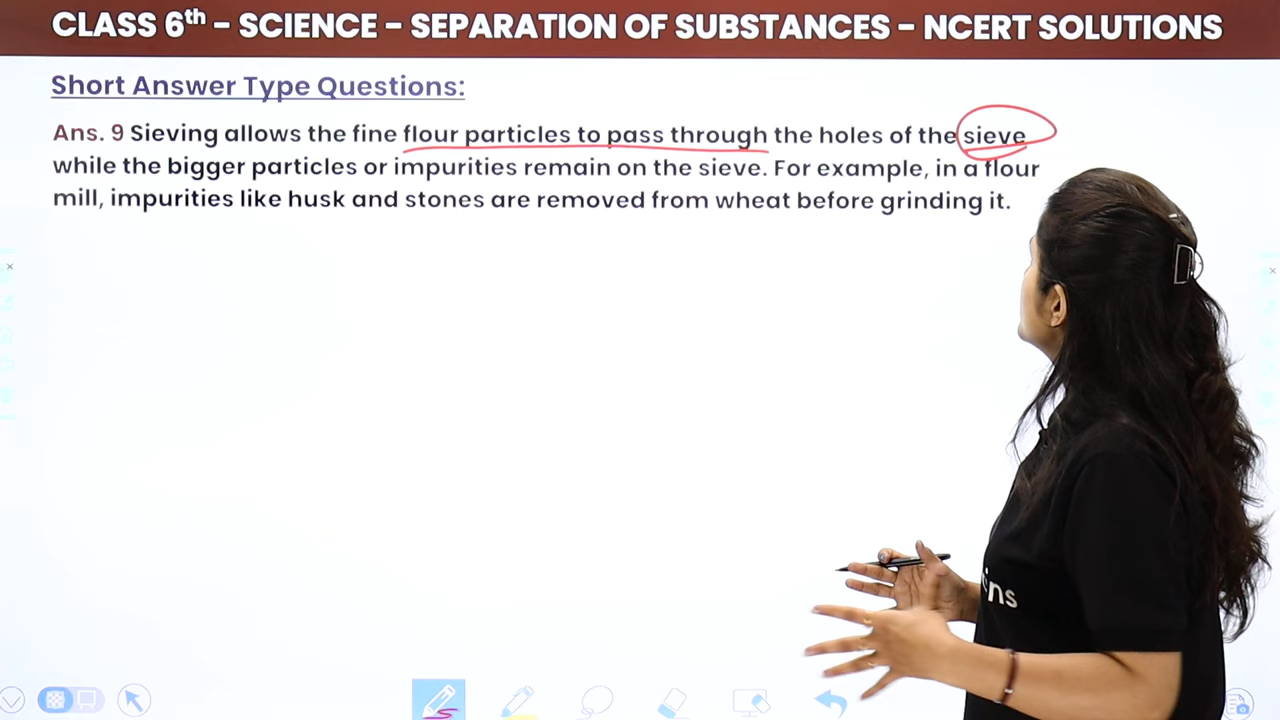 CLASS 6th – SCIENCE – SEPARATION OF SUBSTANCES – NCERT SOLUTIONS
Short Answer Type Questions:
Ans. 9 Sieving allows the fine flour particles to pass through the holes of the sieve
while the bigger particles or impurities remain on the sieve. For example, in a flour
mill, impurities like husk and stones are removed from wheat before grinding it.
ns